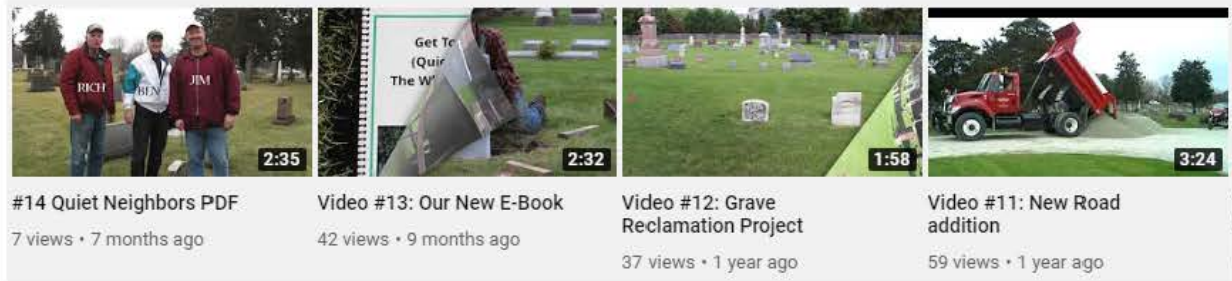 RICH
BEN
JIM
2:35
Get To
(Quie
The W
2:32
1:58
3:24
#14 Quiet Neighbors PDF
7 views • 7 months ago
Video #13: Our New E-Book
42 views • 9 months ago
Video #12: Grave
Reclamation Project
37 views • 1 year ago
Video #11: New Road
addition
59 views • 1 year ago